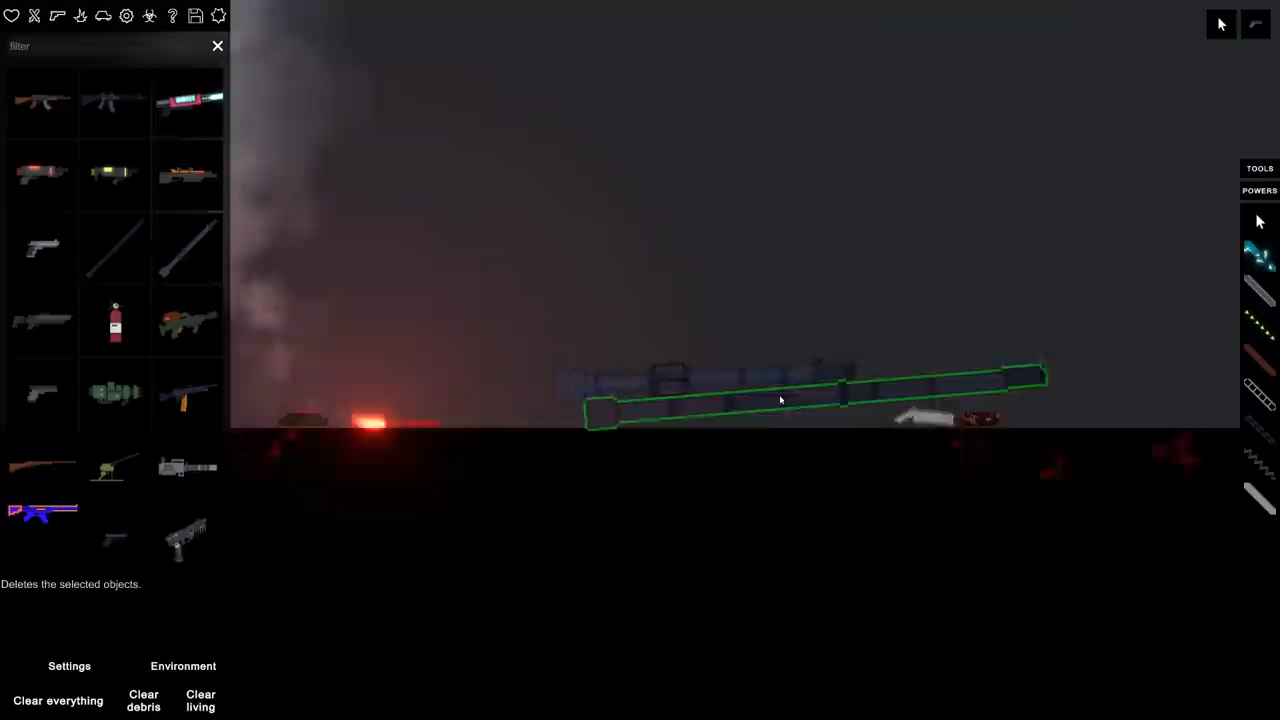 filter
TOOLS
POWERS
Deletes the selected objects.
Settings
Environment
Clear everything
Clear debris
Clear living